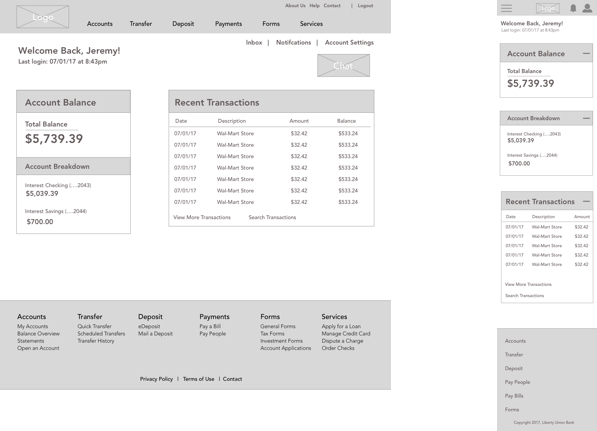 About Us Help Contact | Logout
Logo
Accounts Transfer Deposit Payments Forms Services
Inbox | Notifcations | Account Settings
Welcome Back, Jeremy!
Last login: 07/01/17 at 8:43pm
Chat
Account Balance
Total Balance
$5,739.39
Account Breakdown
Interest Checking (....2043)
$5,039.39
Interest Savings (....2044)
$700.00
Recent Transactions
Date Description Amount Balance
07/01/17 Wal-Mart Store $32.42 $533.24
07/01/17 Wal-Mart Store $32.42 $533.24
07/01/17 Wal-Mart Store $32.42 $533.24
07/01/17 Wal-Mart Store $32.42 $533.24
07/01/17 Wal-Mart Store $32.42 $533.24
07/01/17 Wal-Mart Store $32.42 $533.24
07/01/17 Wal-Mart Store $32.42 $533.24
View More Transactions Search Transactions
Accounts
My Accounts
Balance Overview
Statements
Open an Account
Transfer
Quick Transfer
Scheduled Transfers
Transfer History
Deposit
eDeposit
Mail a Deposit
Payments
Pay a Bill
Pay People
Forms
General Forms
Tax Forms
Investment Forms
Account Applications
Services
Apply for a Loan
Manage Credit Card
Dispute a Charge
Order Checks
Privacy Policy | Terms of Use | Contact
Logo
Welcome Back, Jeremy!
Last login: 07/01/17 at 8:43pm
Account Balance
Total Balance
$5,739.39
Account Breakdown
Interest Checking (....2043)
$5,039.39
Interest Savings (....2044)
$700.00
Recent Transactions
Date Description Amount
07/01/17 Wal-Mart Store $32.42
07/01/17 Wal-Mart Store $32.42
07/01/17 Wal-Mart Store $32.42
07/01/17 Wal-Mart Store $32.42
07/01/17 Wal-Mart Store $32.42
View More Transactions
Search Transactions
Accounts
Transfer
Deposit
Pay People
Pay Bills
Forms
Copyright 2017, Liberty Union Bank